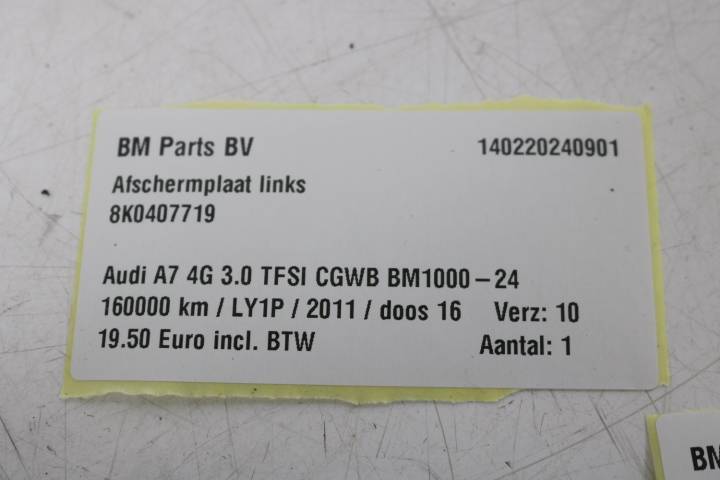 BM Parts BV 140220240901
Afschermplaat links
8K0407719
Audi A7 4G 3.0 TFSI CGWB BM1000-24
160000 km / LY1P / 2011 / doos 16 Verz: 10
19.50 Euro incl. BTW Aantal: 1
BM